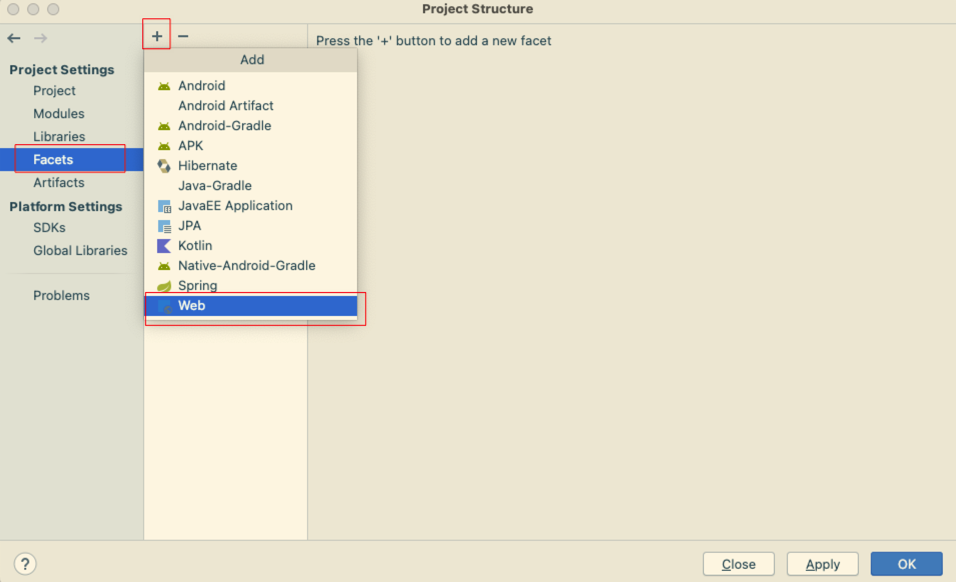 Project Structure
+ −
Press the '+' button to add a new facet
Project Settings
Project
Modules
Libraries
Facets
Artifacts
Platform Settings
SDKs
Global Libraries
Problems
Add
Android
Android Artifact
Android-Gradle
APK
Hibernate
Java-Gradle
JavaEE Application
JPA
Kotlin
Native-Android-Gradle
Spring
Web
?
Close
Apply
OK